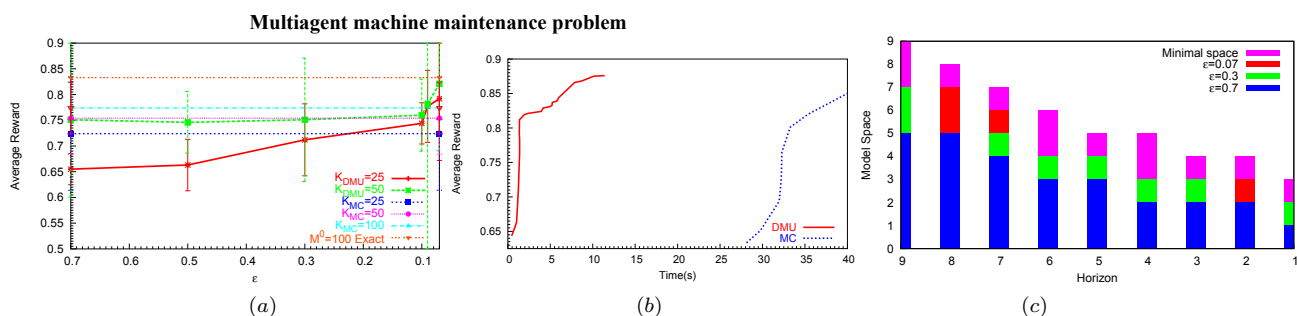 Multiagent machine maintenance problem
0.9
0.85
0.8
0.75
0.7
0.65
0.6
0.55
0.5
Average Reward
K_DMU=25
K_DMU=50
K_MC=25
K_MC=50
K_MC=100
M^0=100 Exact
0.7 0.6 0.5 0.4 0.3 0.2 0.1
ε
(a)
0.9
0.85
0.8
0.75
0.7
0.65
Average Reward
DMU
MC
0 5 10 15 20 25 30 35 40
Time(s)
(b)
9
8
7
6
5
4
3
2
1
0
Model Space
Minimal space
ε=0.07
ε=0.3
ε=0.7
9 8 7 6 5 4 3 2 1
Horizon
(c)